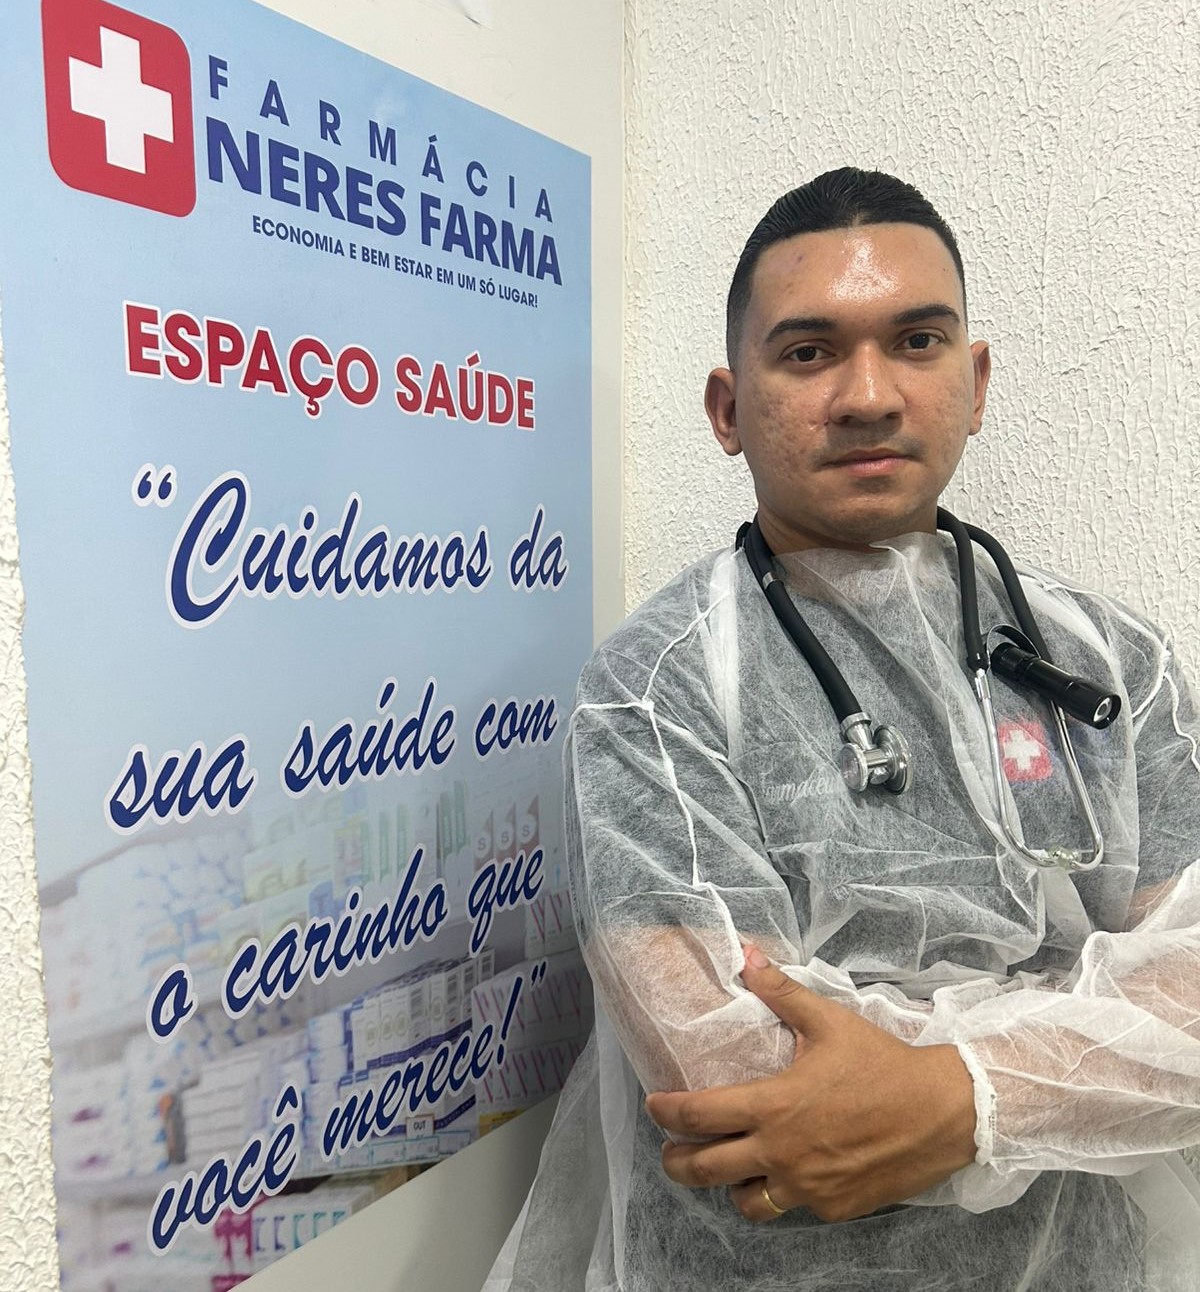 FARMÁCIA
NERES FARMA
ECONOMIA E BEM ESTAR EM UM SÓ LUGAR!
ESPAÇO SAÚDE
“Cuidamos da
sua saúde com
o carinho que
você merece!”